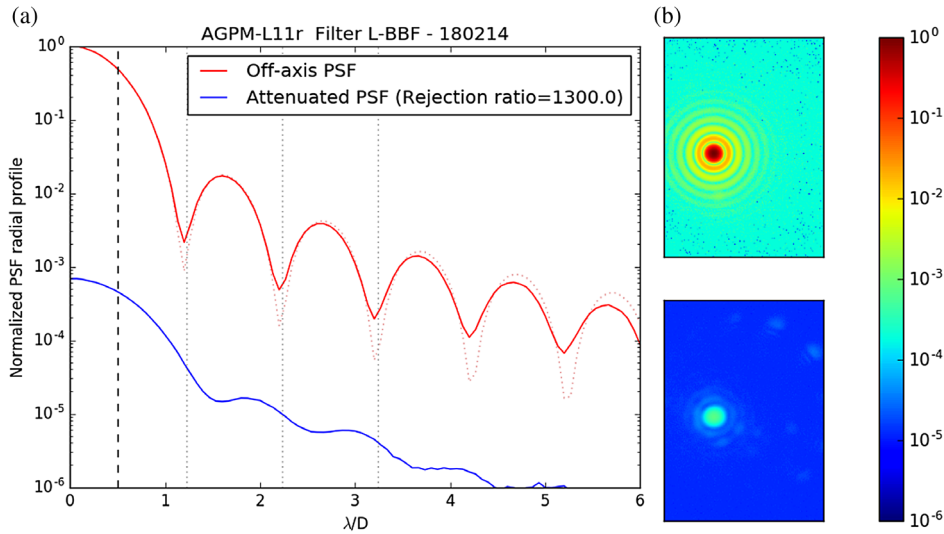 (a)
AGPM-L11r Filter L-BBF - 180214
Off-axis PSF
Attenuated PSF (Rejection ratio=1300.0)
Normalized PSF radial profile
10^0
10^-1
10^-2
10^-3
10^-4
10^-5
10^-6
0 1 2 3 4 5 6
λ/D
(b)
10^0
10^-1
10^-2
10^-3
10^-4
10^-5
10^-6